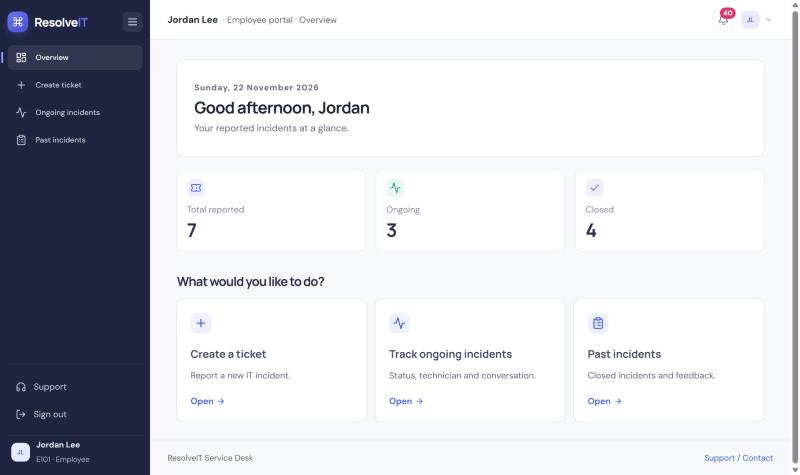 ResolveIT
Overview
Create ticket
Ongoing incidents
Past incidents
Support
Sign out
JL
Jordan Lee
E101 · Employee
Jordan Lee · Employee portal · Overview
40
JL
Sunday, 22 November 2026
Good afternoon, Jordan
Your reported incidents at a glance.
Total reported
7
Ongoing
3
Closed
4
What would you like to do?
Create a ticket
Report a new IT incident.
Open →
Track ongoing incidents
Status, technician and conversation.
Open →
Past incidents
Closed incidents and feedback.
Open →
ResolveIT Service Desk
Support / Contact